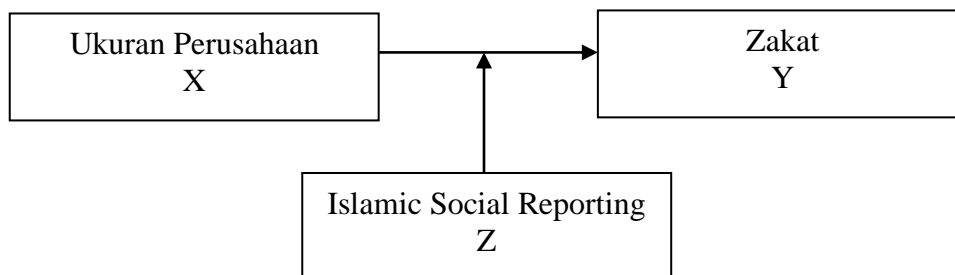 Ukuran Perusahaan
X
Zakat
Y
Islamic Social Reporting
Z